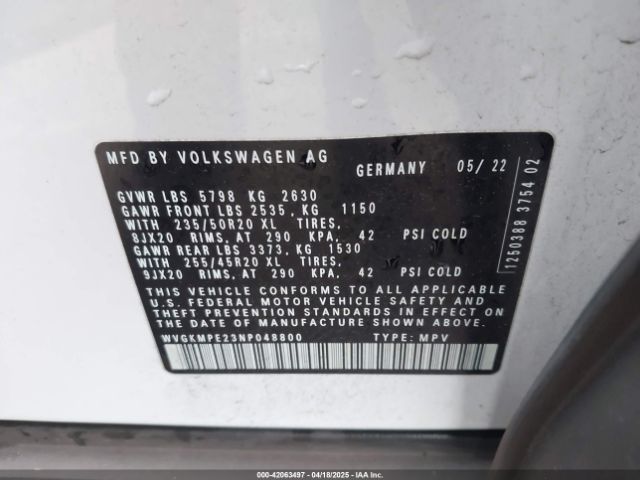 MFD BY VOLKSWAGEN AG GERMANY 05/ 22
GVWR LBS 5798 KG 2630
GAWR FRONT LBS 2535, KG 1150
WITH 235/50R20 XL TIRES,
8JX20 RIMS, AT 290 KPA, 42 PSI COLD
GAWR REAR LBS 3373, KG 1530
WITH 255/45R20 XL TIRES,
9JX20 RIMS, AT 290 KPA, 42 PSI COLD
THIS VEHICLE CONFORMS TO ALL APPLICABLE
U.S. FEDERAL MOTOR VEHICLE SAFETY AND
THEFT PREVENTION STANDARDS IN EFFECT ON
THE DATE OF MANUFACTURE SHOWN ABOVE.
WVGKMPE23NP048800 TYPE: MPV
1250388 3754 02
000-42063497 - 04/18/2025 - IAA Inc.